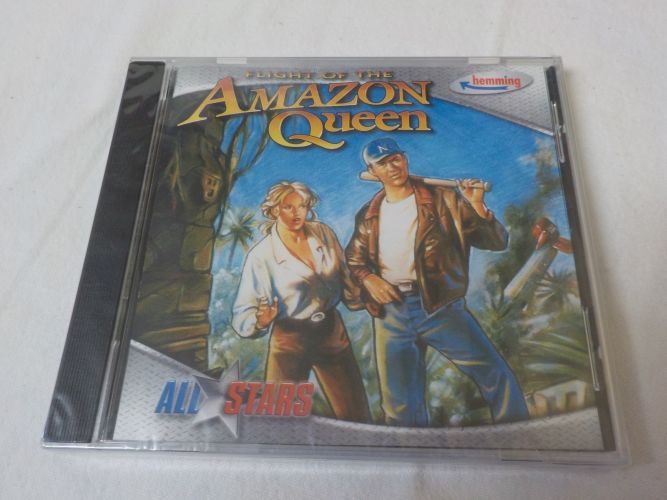 FLIGHT OF THE
AMAZON
Queen
hemming
N
ALL STARS